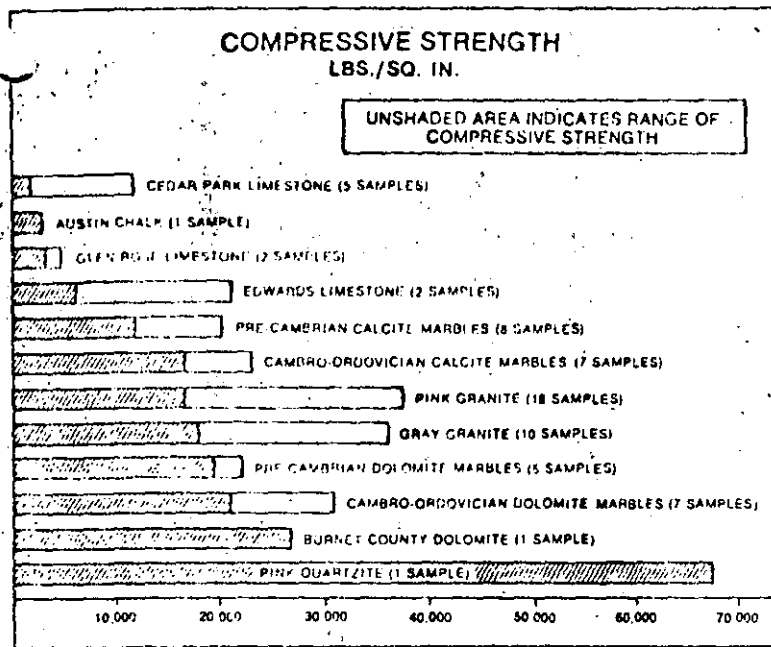 COMPRESSIVE STRENGTH
LBS./SQ. IN.
UNSHADED AREA INDICATES RANGE OF
COMPRESSIVE STRENGTH
CEDAR PARK LIMESTONE (5 SAMPLES)
AUSTIN CHALK (1 SAMPLE)
GLEN ROSE LIMESTONE (2 SAMPLES)
EDWARDS LIMESTONE (2 SAMPLES)
PRE-CAMBRIAN CALCITE MARBLES (8 SAMPLES)
CAMBRO-ORDOVICIAN CALCITE MARBLES (7 SAMPLES)
PINK GRANITE (18 SAMPLES)
GRAY GRANITE (10 SAMPLES)
PRE-CAMBRIAN DOLOMITE MARBLES (5 SAMPLES)
CAMBRO-ORDOVICIAN DOLOMITE MARBLES (7 SAMPLES)
BURNET COUNTY DOLOMITE (1 SAMPLE)
PINK QUARTZITE (1 SAMPLE)
10,000 20 000 30 000 40,000 50 000 60,000 70 000